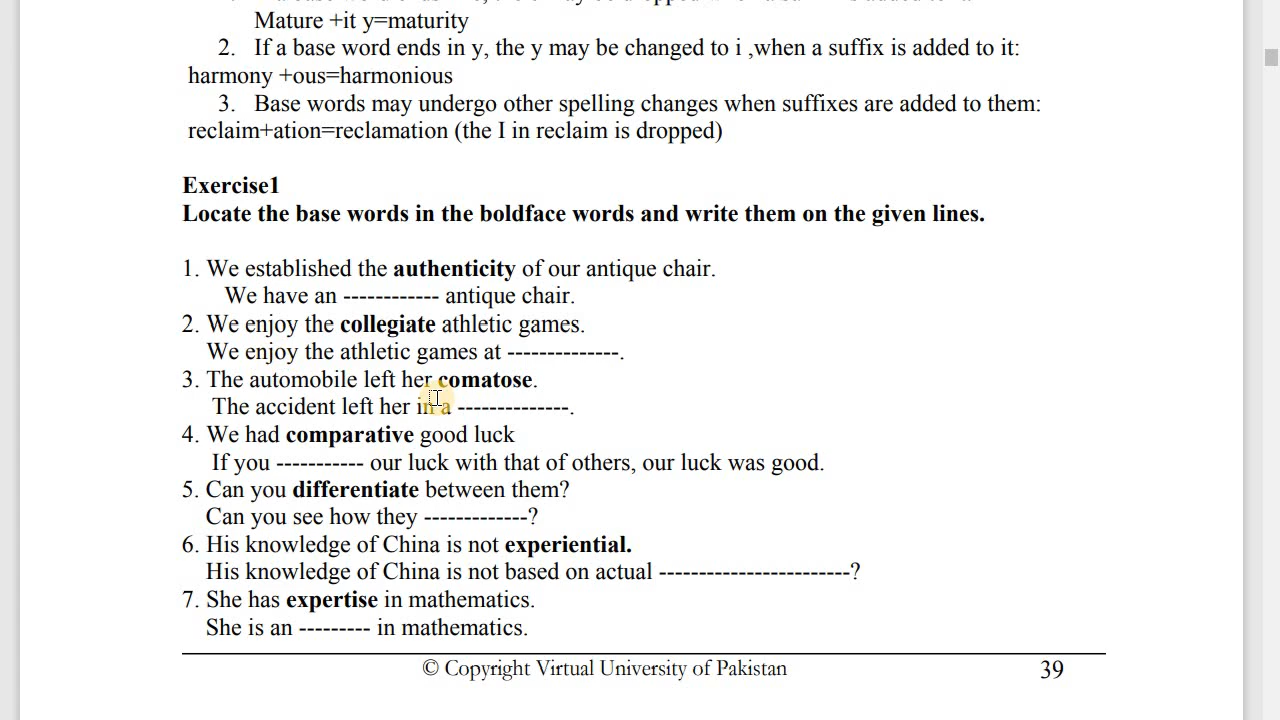 Mature +it y=maturity
2. If a base word ends in y, the y may be changed to i ,when a suffix is added to it:
harmony +ous=harmonious
3. Base words may undergo other spelling changes when suffixes are added to them:
reclaim+ation=reclamation (the I in reclaim is dropped)
Exercise1
Locate the base words in the boldface words and write them on the given lines.
1. We established the authenticity of our antique chair.
We have an ------------ antique chair.
2. We enjoy the collegiate athletic games.
We enjoy the athletic games at --------------.
3. The automobile left her comatose.
The accident left her in a --------------.
4. We had comparative good luck
If you ----------- our luck with that of others, our luck was good.
5. Can you differentiate between them?
Can you see how they -------------?
6. His knowledge of China is not experiential.
His knowledge of China is not based on actual ------------------------?
7. She has expertise in mathematics.
She is an --------- in mathematics.
© Copyright Virtual University of Pakistan 39